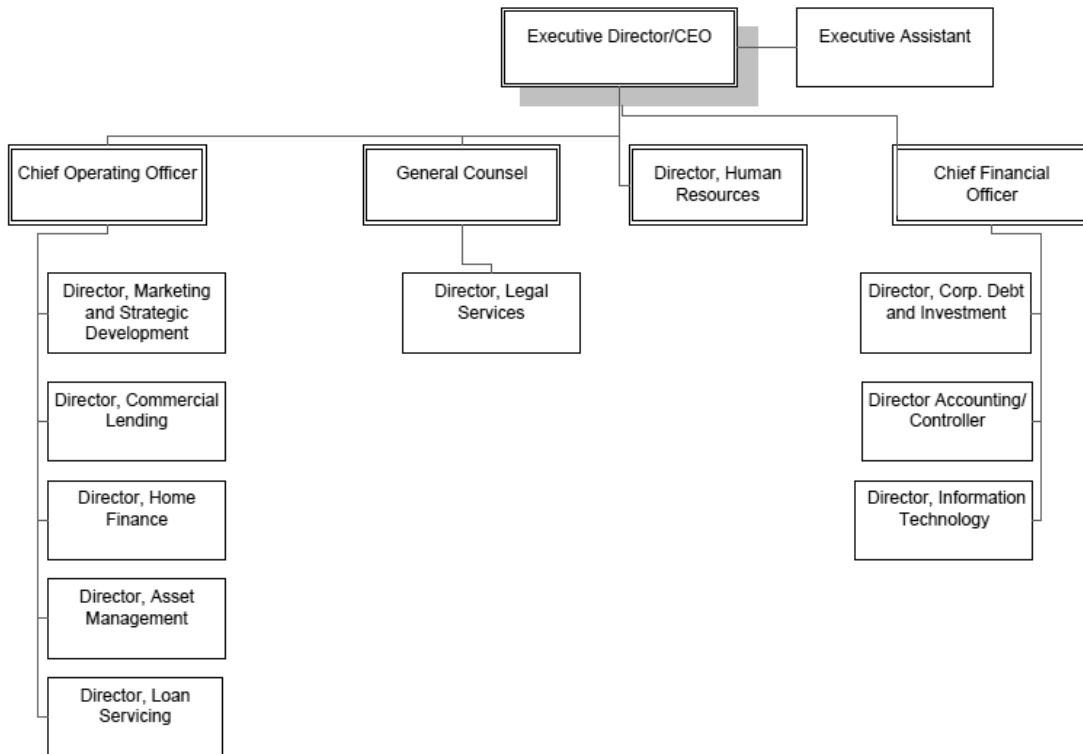 Executive Director/CEO
Executive Assistant
Chief Operating Officer
General Counsel
Director, Human
Resources
Chief Financial
Officer
Director, Marketing
and Strategic
Development
Director, Legal
Services
Director, Corp. Debt
and Investment
Director, Commercial
Lending
Director Accounting/
Controller
Director, Home
Finance
Director, Information
Technology
Director, Asset
Management
Director, Loan
Servicing